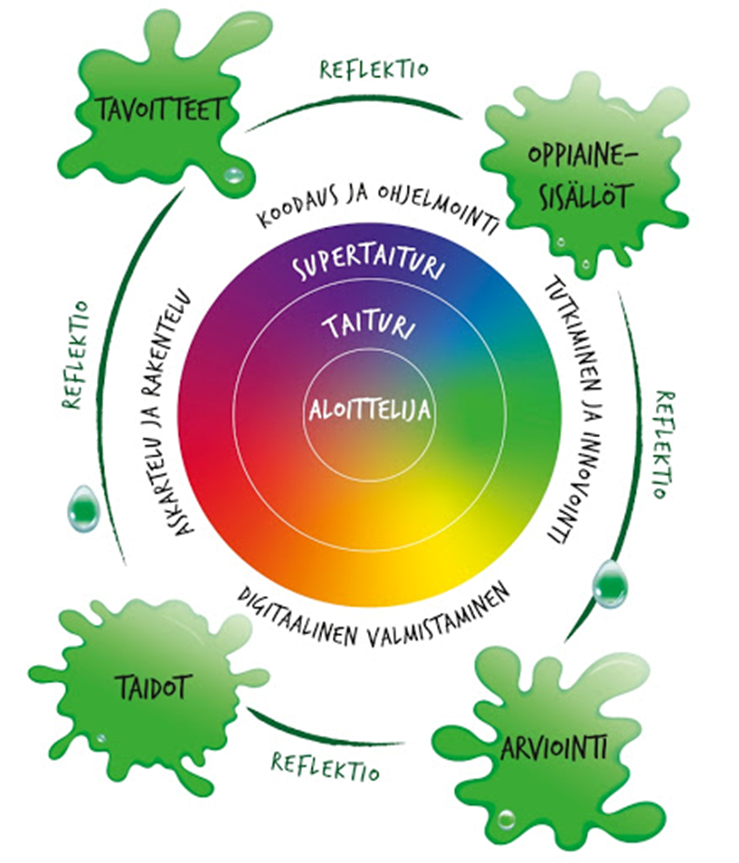 TAVOITTEET
REFLEKTIO
OPPIAINE-
SISÄLLÖT
KOODAUS JA OHJELMOINTI
SUPERTAITURI
TAITURI
ALOITTELIJA
TUTKIMINEN JA INNOVOINTI
REFLEKTIO
ASKARTELU JA RAKENTELU
REFLEKTIO
DIGITAALINEN VALMISTAMINEN
TAIDOT
REFLEKTIO
ARVIOINTI